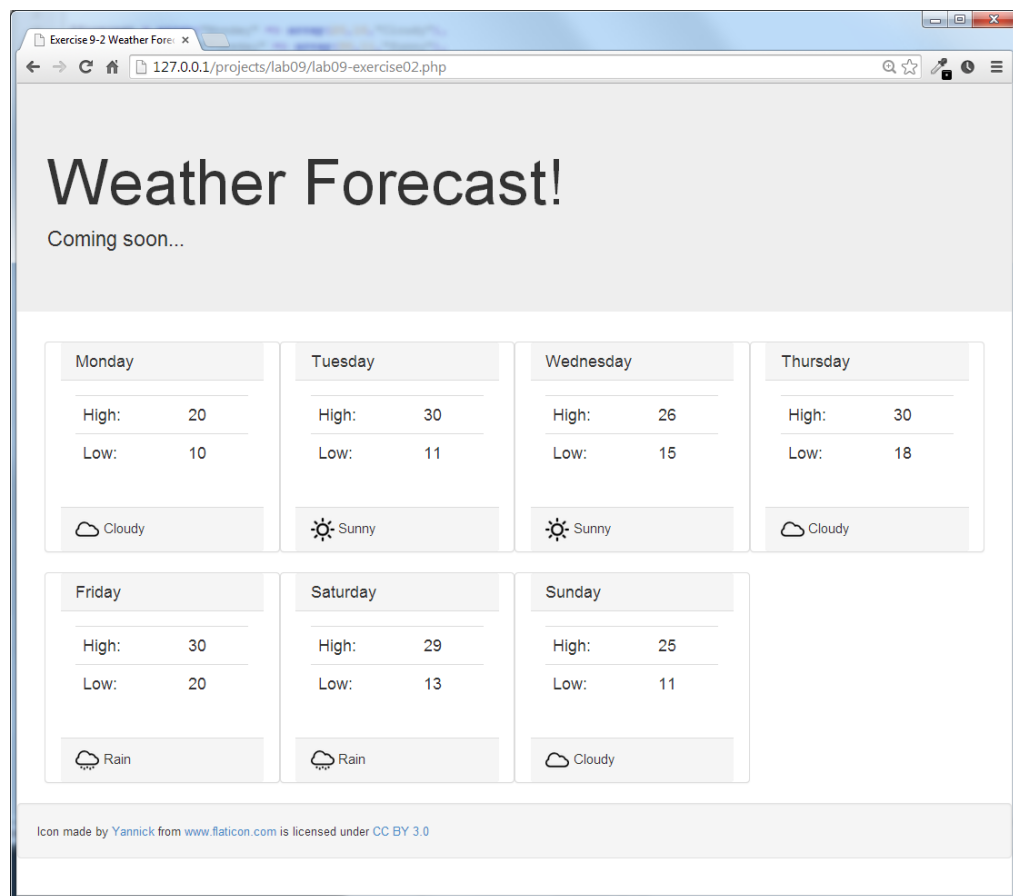 Exercise 9-2 Weather Fore
127.0.0.1/projects/lab09/lab09-exercise02.php
Weather Forecast!
Coming soon...
Monday Tuesday Wednesday Thursday
High: 20 High: 30 High: 26 High: 30
Low: 10 Low: 11 Low: 15 Low: 18
Cloudy Sunny Sunny Cloudy
Friday Saturday Sunday
High: 30 High: 29 High: 25
Low: 20 Low: 13 Low: 11
Rain Rain Cloudy
Icon made by Yannick from www.flaticon.com is licensed under CC BY 3.0